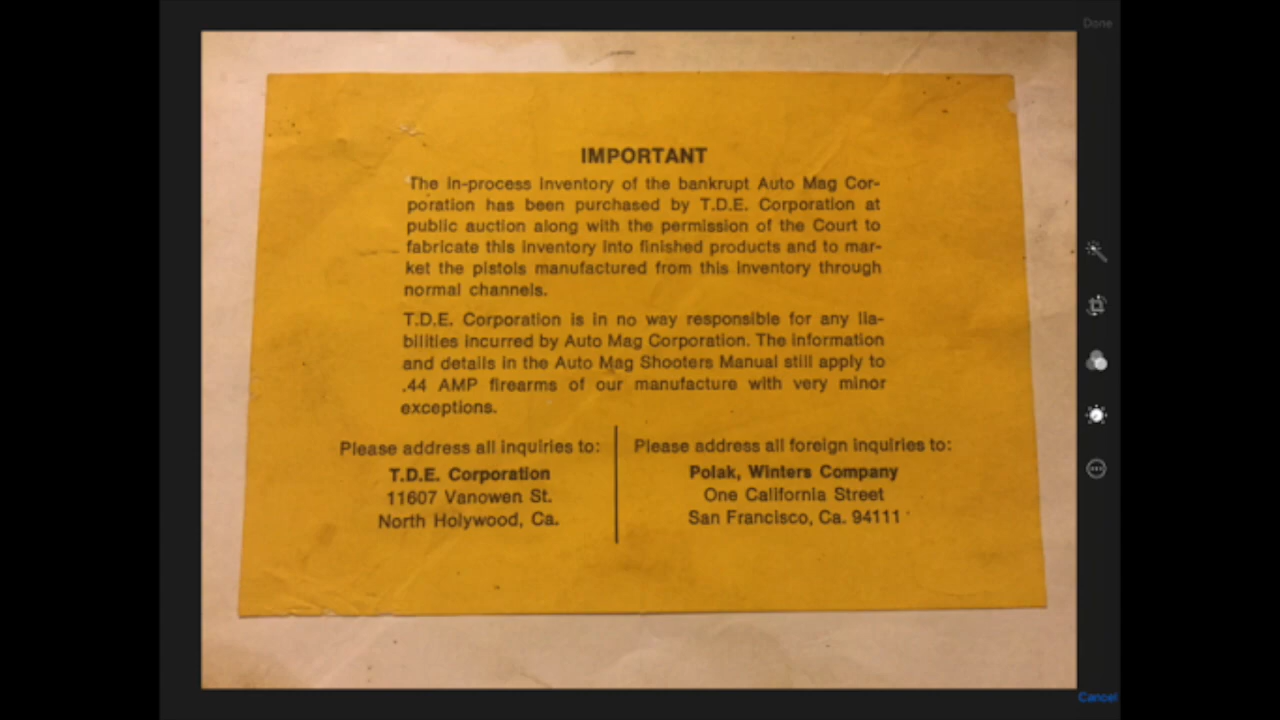 Done
IMPORTANT
The in-process inventory of the bankrupt Auto Mag Cor-
poration has been purchased by T.D.E. Corporation at
public auction along with the permission of the Court to
fabricate this inventory into finished products and to mar-
ket the pistols manufactured from this inventory through
normal channels.
T.D.E. Corporation is in no way responsible for any lia-
bilities incurred by Auto Mag Corporation. The information
and details in the Auto Mag Shooters Manual still apply to
.44 AMP firearms of our manufacture with very minor
exceptions.
Please address all inquiries to:
T.D.E. Corporation
11607 Vanowen St.
North Holywood, Ca.
Please address all foreign inquiries to:
Polak, Winters Company
One California Street
San Francisco, Ca. 94111
Cancel